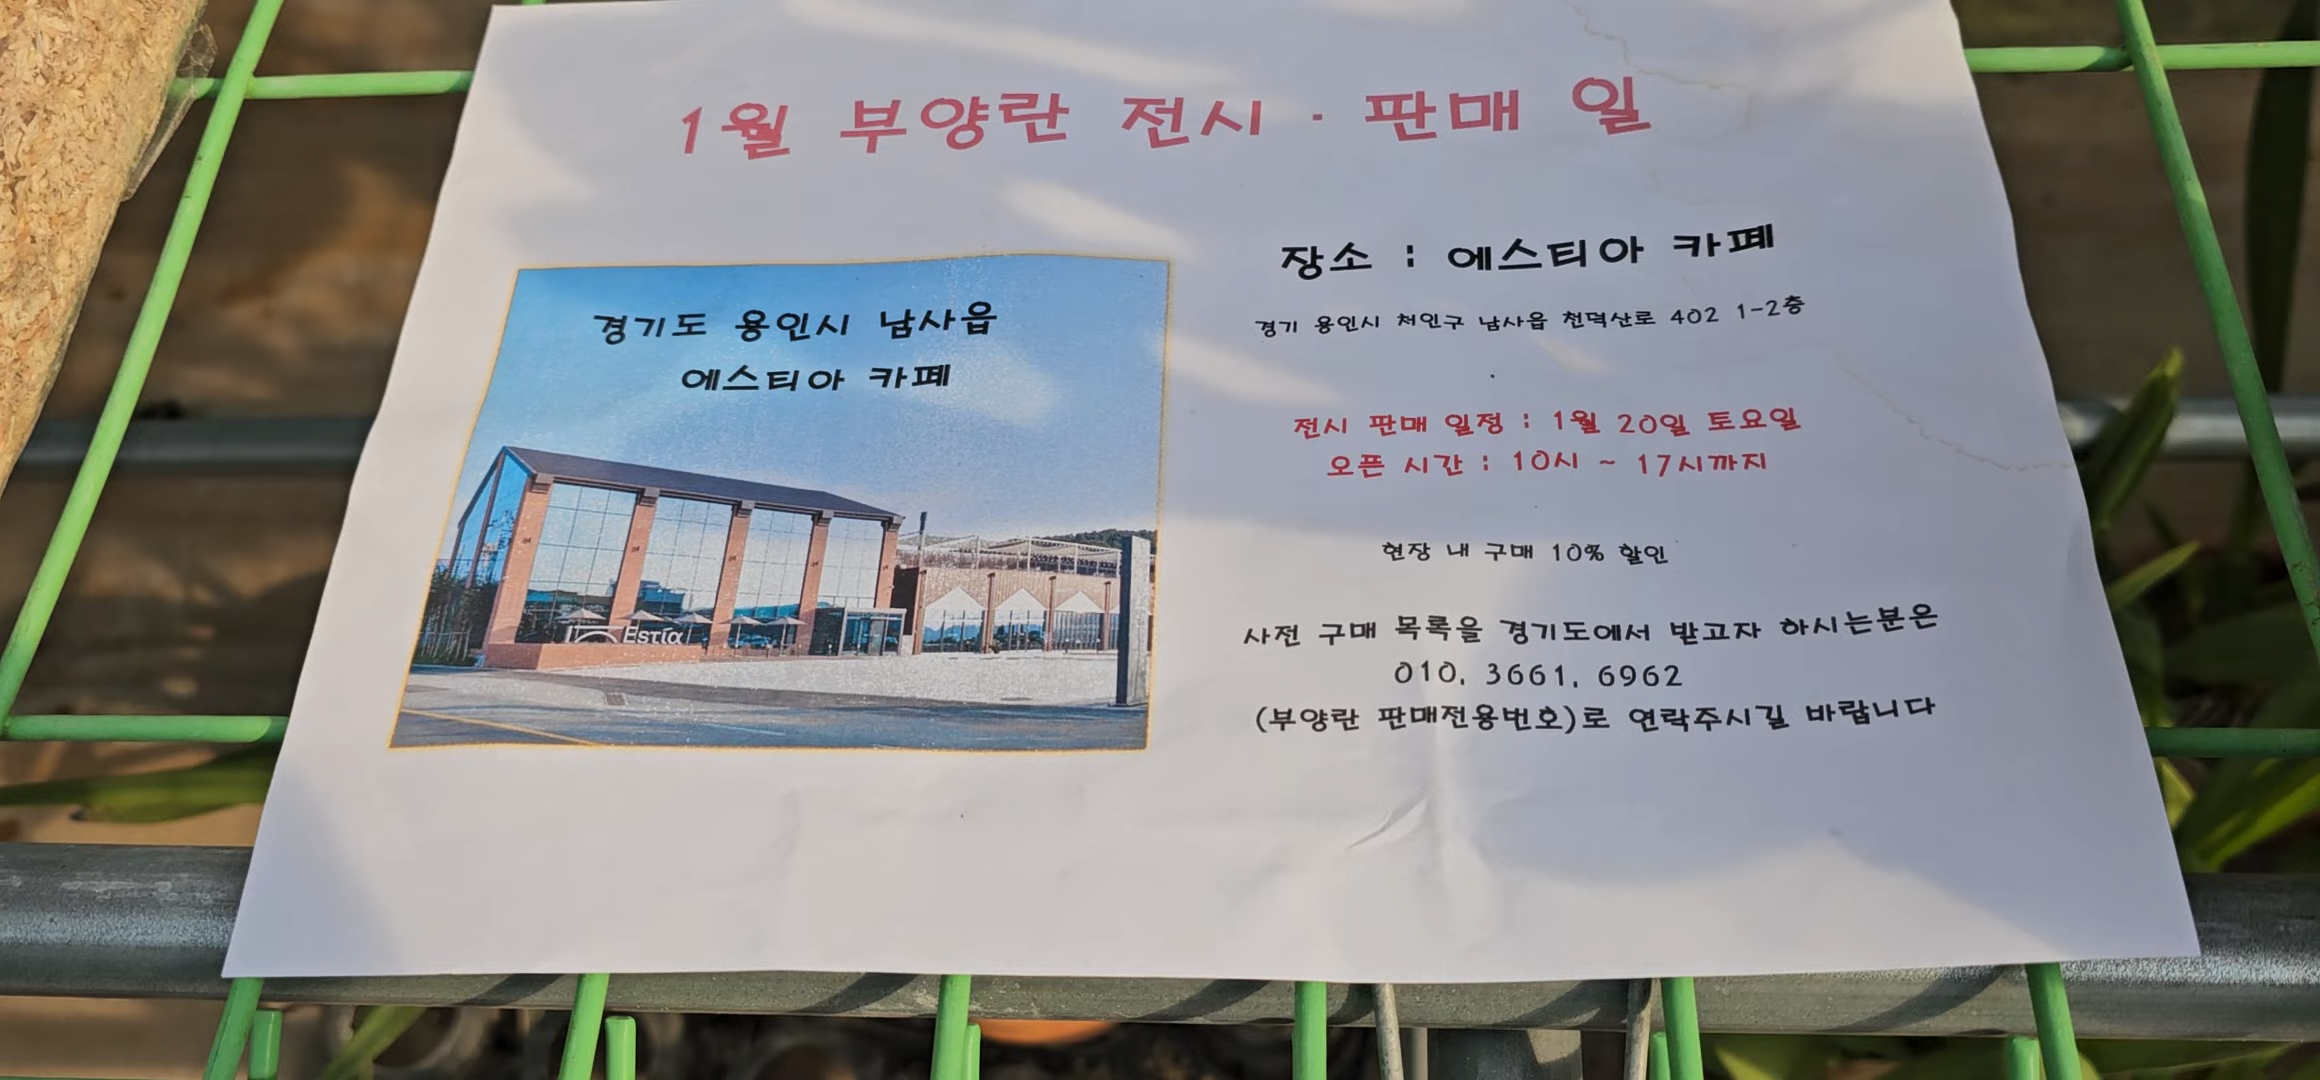 1월 부양란 전시 · 판매 일
경기도 용인시 남사읍
에스티아 카페
Estia
장소 : 에스티아 카페
경기 용인시 처인구 남사읍 천덕산로 402 1-2층
전시 판매 일정 : 1월 20일 토요일
오픈 시간 : 10시 ~ 17시까지
현장 내 구매 10% 할인
사전 구매 목록을 경기도에서 받고자 하시는분은
010. 3661. 6962
(부양란 판매전용번호)로 연락주시길 바랍니다